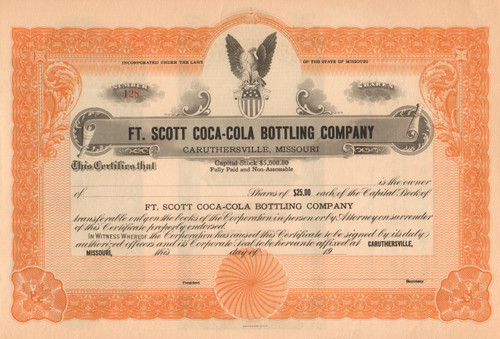 INCORPORATED UNDER THE LAWS OF THE STATE OF MISSOURI
NUMBER SHARES
128
FT. SCOTT COCA-COLA BOTTLING COMPANY
CARUTHERSVILLE, MISSOURI
Capital Stock $5,000.00
Fully Paid and Non-Assessable
This Certifies that
is the owner
of Shares of $25.00 each of the Capital Stock of
FT. SCOTT COCA-COLA BOTTLING COMPANY
transferable only on the books of the Corporation in person or by Attorney on surrender
of this Certificate properly endorsed.
IN WITNESS WHEREOF the Corporation has caused this Certificate to be signed by its duly
authorized officers and its Corporate Seal to be hereunto affixed at CARUTHERSVILLE,
MISSOURI, this day of 19
President Secretary